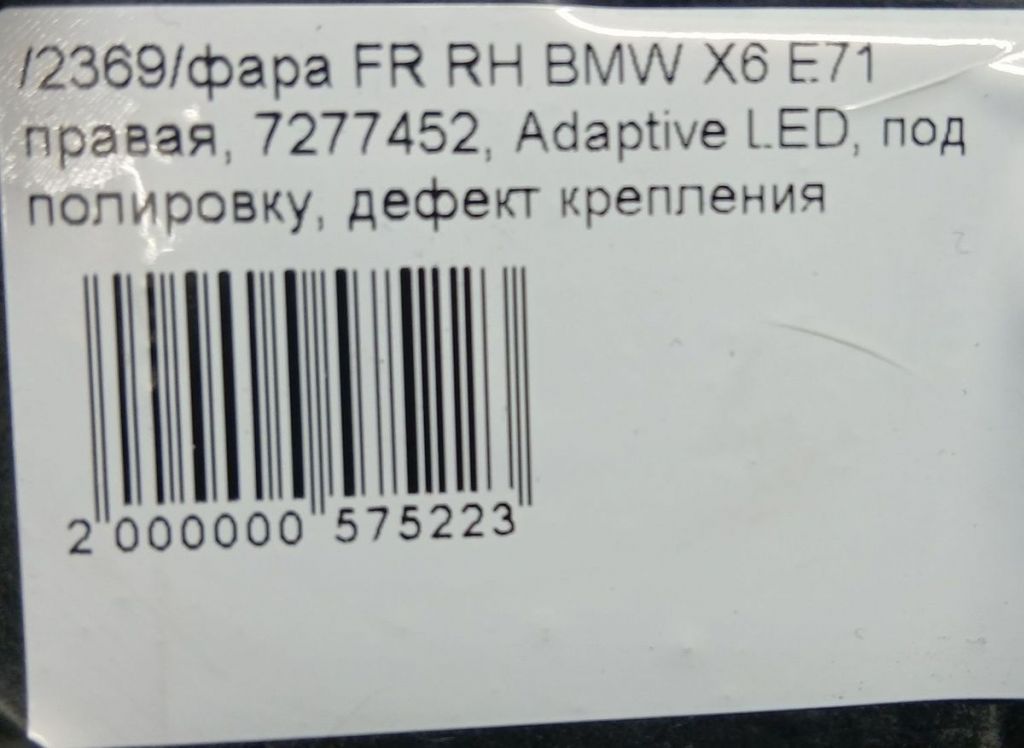 /2369/фара FR RH BMW X6 E71
правая, 7277452, Adaptive LED, под
полировку, дефект крепления
2 000000 575223